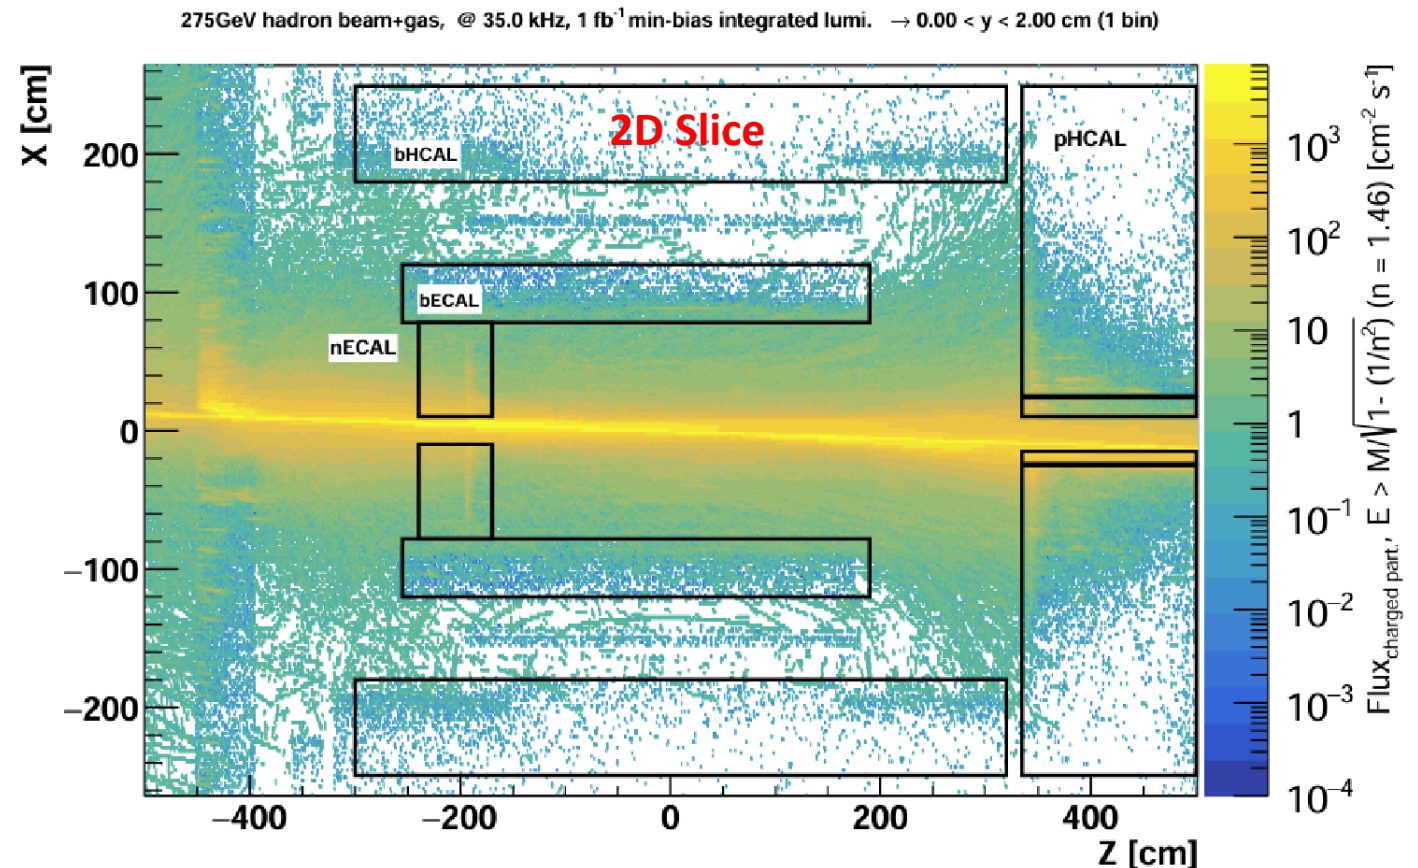 275GeV hadron beam+gas, @ 35.0 kHz, 1 fb⁻¹ min-bias integrated lumi. → 0.00 < y < 2.00 cm (1 bin)
X [cm]
200
100
0
−100
−200
2D Slice
bHCAL
pHCAL
bECAL
nECAL
−400
−200
0
200
400
Z [cm]
10³
10²
10
1
10⁻¹
10⁻²
10⁻³
10⁻⁴
Flux_charged part.' E > M/√1- (1/n²) (n = 1.46) [cm⁻² s⁻¹]